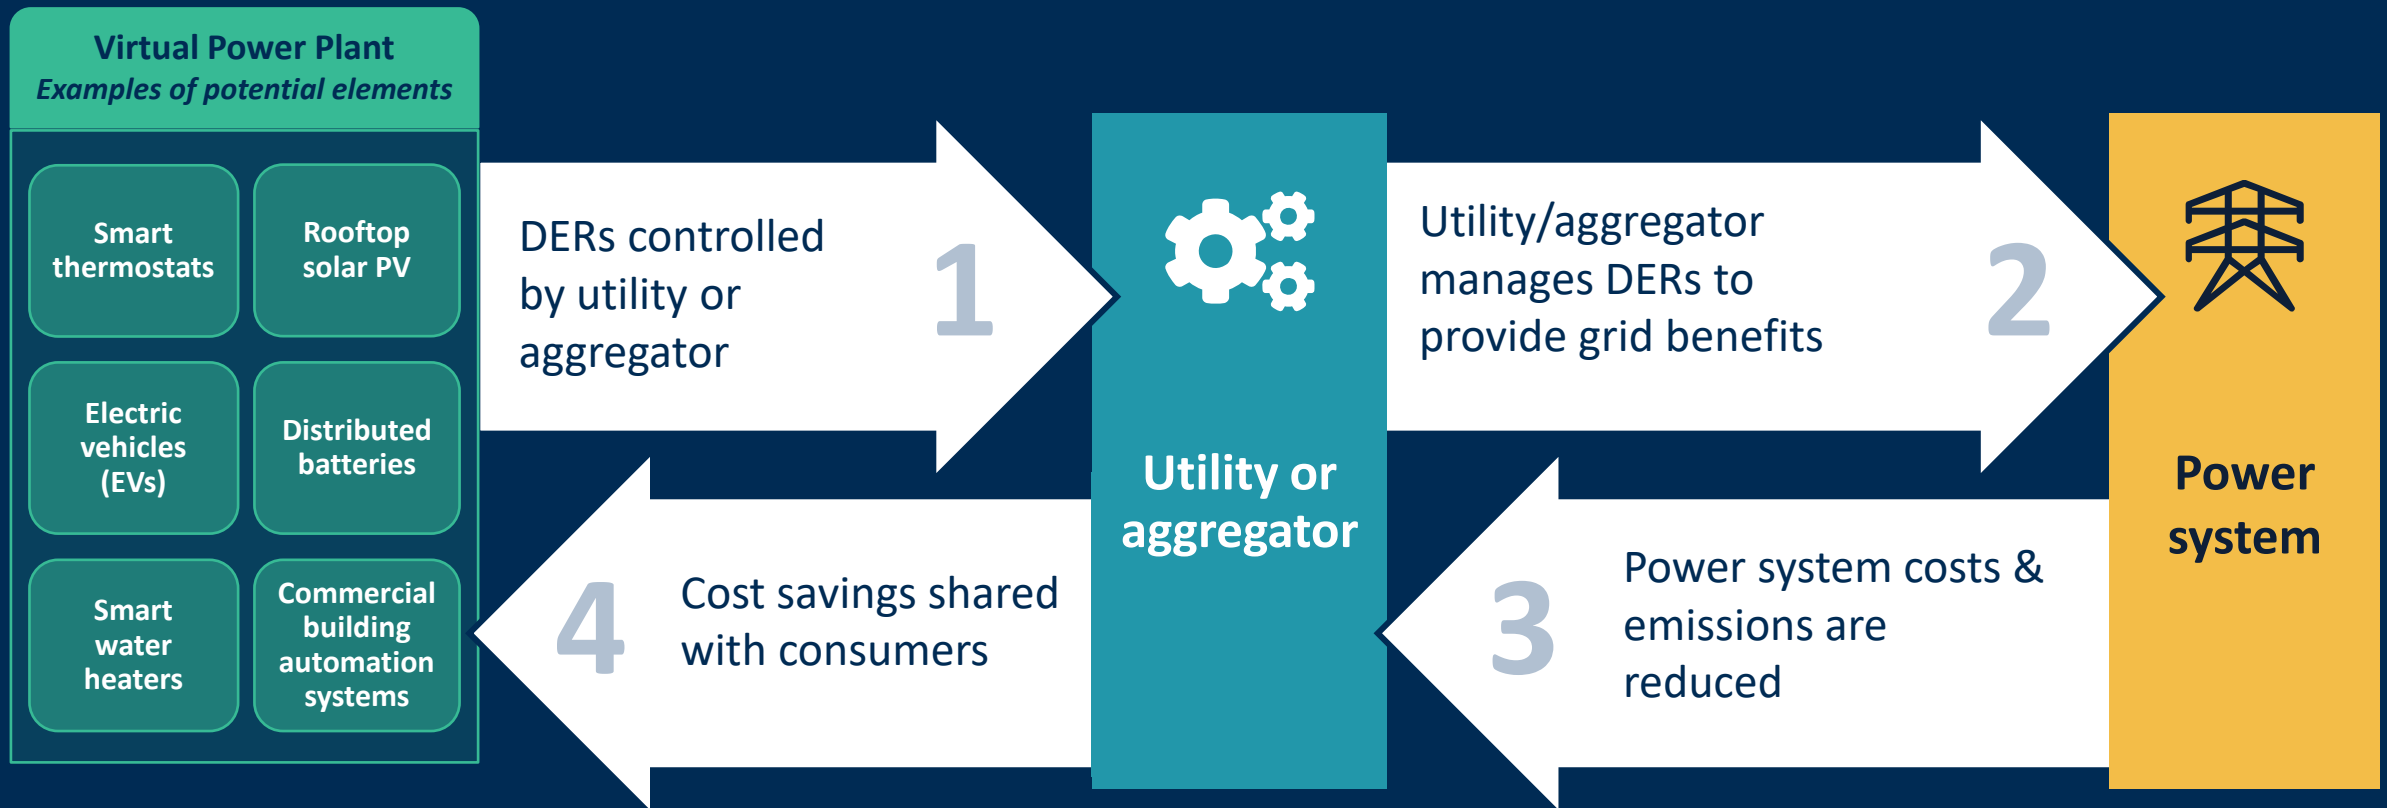 Virtual Power Plant
Examples of potential elements
Smart
thermostats
Rooftop
solar PV
Electric
vehicles
(EVs)
Distributed
batteries
Smart
water
heaters
Commercial
building
automation
systems
DERs controlled
by utility or
aggregator
1
Utility or
aggregator
Utility/aggregator
manages DERs to
provide grid benefits
2
Power
system
Power system costs &
emissions are
reduced
3
Cost savings shared
with consumers
4